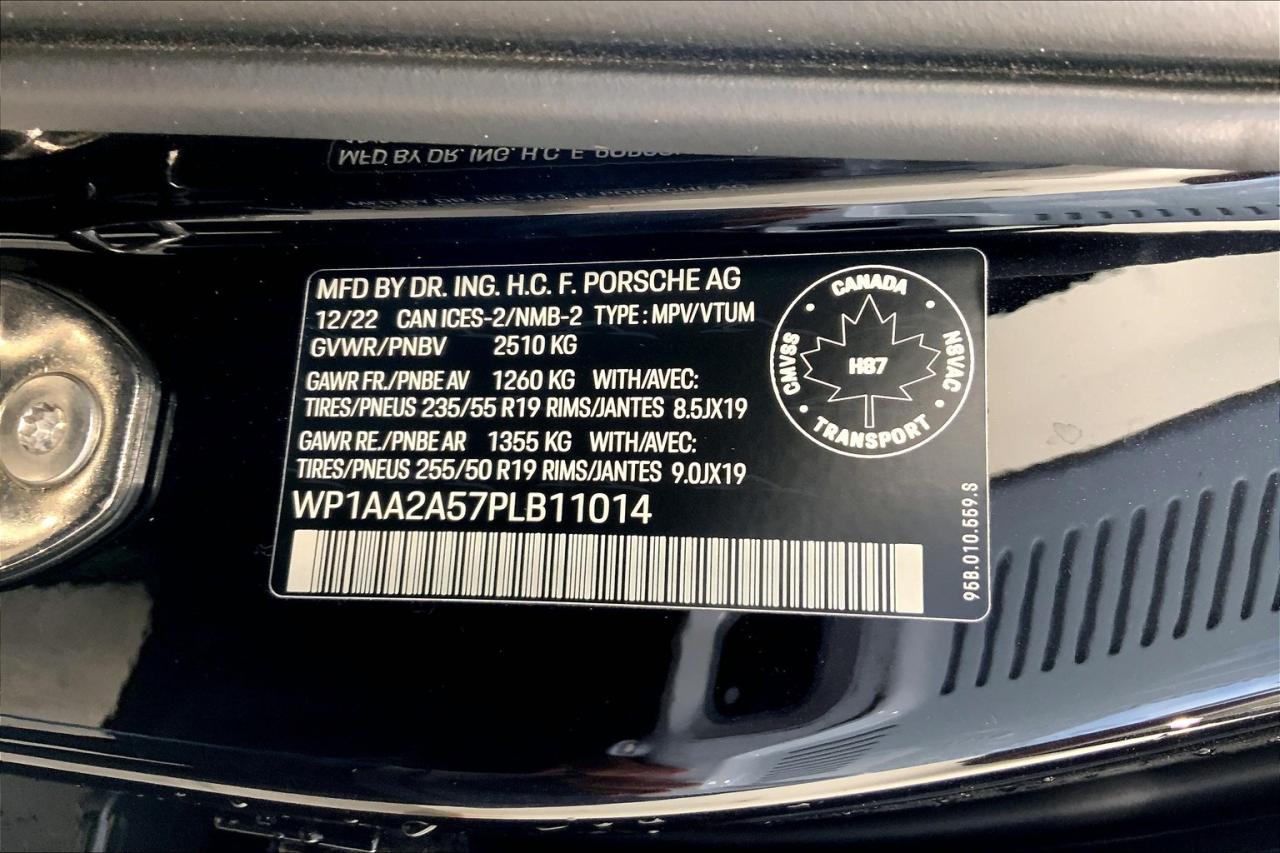 MFD BY DR. ING. H.C. F. PORSCHE AG
12/22 CAN ICES-2/NMB-2 TYPE : MPV/VTUM
GVWR/PNBV 2510 KG
GAWR FR./PNBE AV 1260 KG WITH/AVEC:
TIRES/PNEUS 235/55 R19 RIMS/JANTES 8.5JX19
GAWR RE./PNBE AR 1355 KG WITH/AVEC:
TIRES/PNEUS 255/50 R19 RIMS/JANTES 9.0JX19
WP1AA2A57PLB11014
CANADA
CMVSS
H87
NSVAC
TRANSPORT
95B.010.559.S